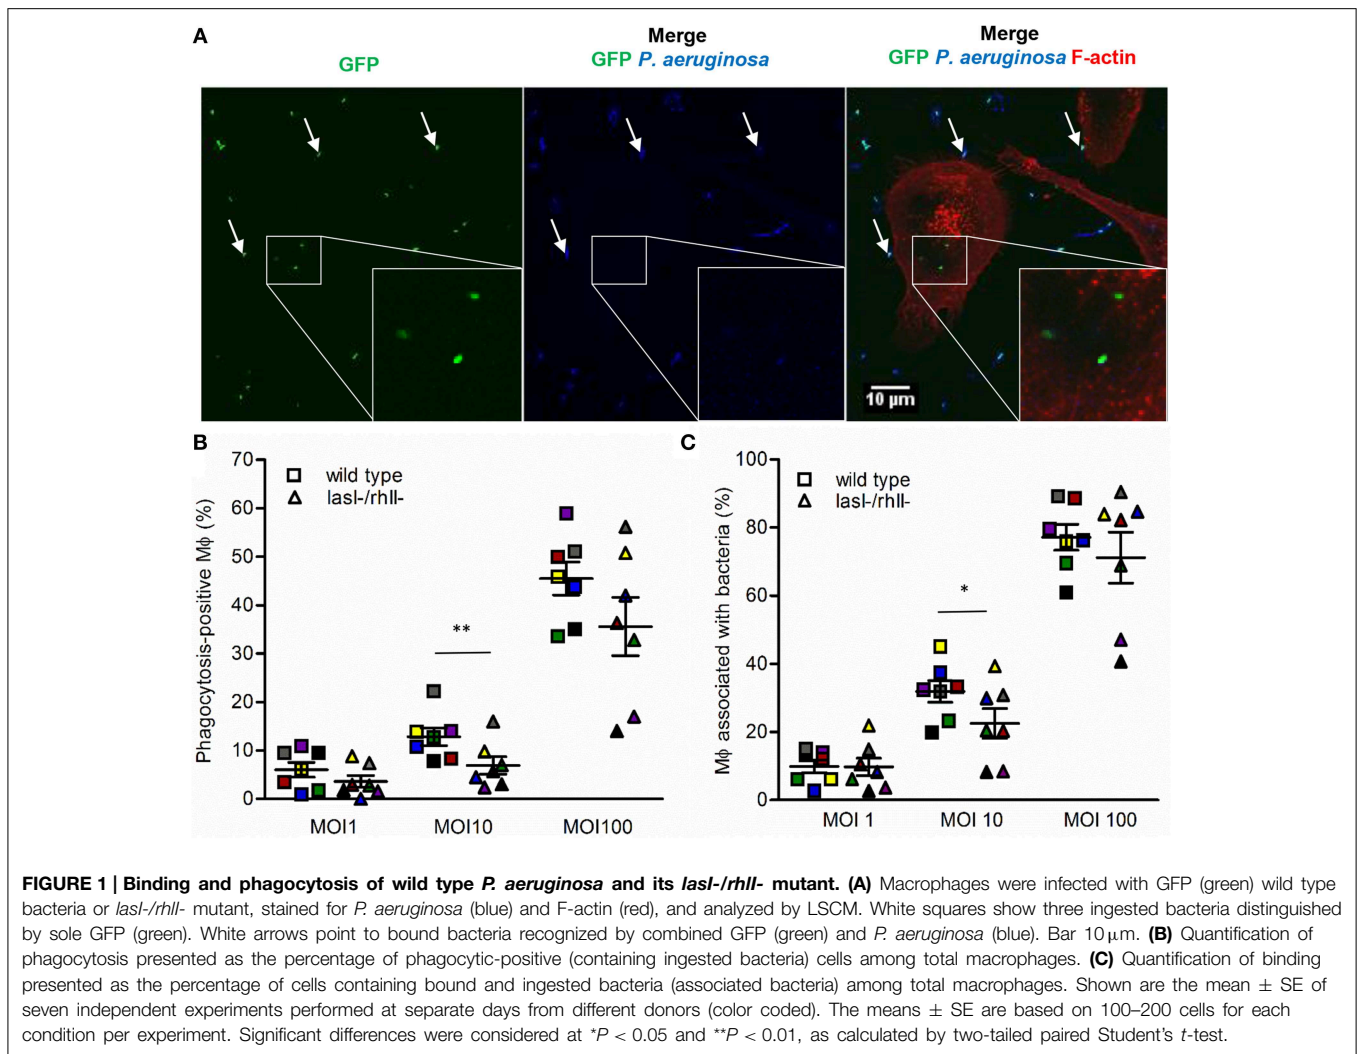 A
GFP
Merge
GFP P. aeruginosa
Merge
GFP P. aeruginosa F-actin
10 µm
B
Phagocytosis-positive Mϕ (%)
70
60
50
40
30
20
10
0
wild type
lasI-/rhlI-
**
MOI1
MOI10
MOI100
C
Mϕ associated with bacteria (%)
100
80
60
40
20
0
wild type
lasI-/rhlI-
*
MOI 1
MOI 10
MOI 100
FIGURE 1 | Binding and phagocytosis of wild type P. aeruginosa and its lasI-/rhlI- mutant. (A) Macrophages were infected with GFP (green) wild type
bacteria or lasI-/rhlI- mutant, stained for P. aeruginosa (blue) and F-actin (red), and analyzed by LSCM. White squares show three ingested bacteria distinguished
by sole GFP (green). White arrows point to bound bacteria recognized by combined GFP (green) and P. aeruginosa (blue). Bar 10 µm. (B) Quantification of
phagocytosis presented as the percentage of phagocytic-positive (containing ingested bacteria) cells among total macrophages. (C) Quantification of binding
presented as the percentage of cells containing bound and ingested bacteria (associated bacteria) among total macrophages. Shown are the mean ± SE of
seven independent experiments performed at separate days from different donors (color coded). The means ± SE are based on 100–200 cells for each
condition per experiment. Significant differences were considered at *P < 0.05 and **P < 0.01, as calculated by two-tailed paired Student's t-test.